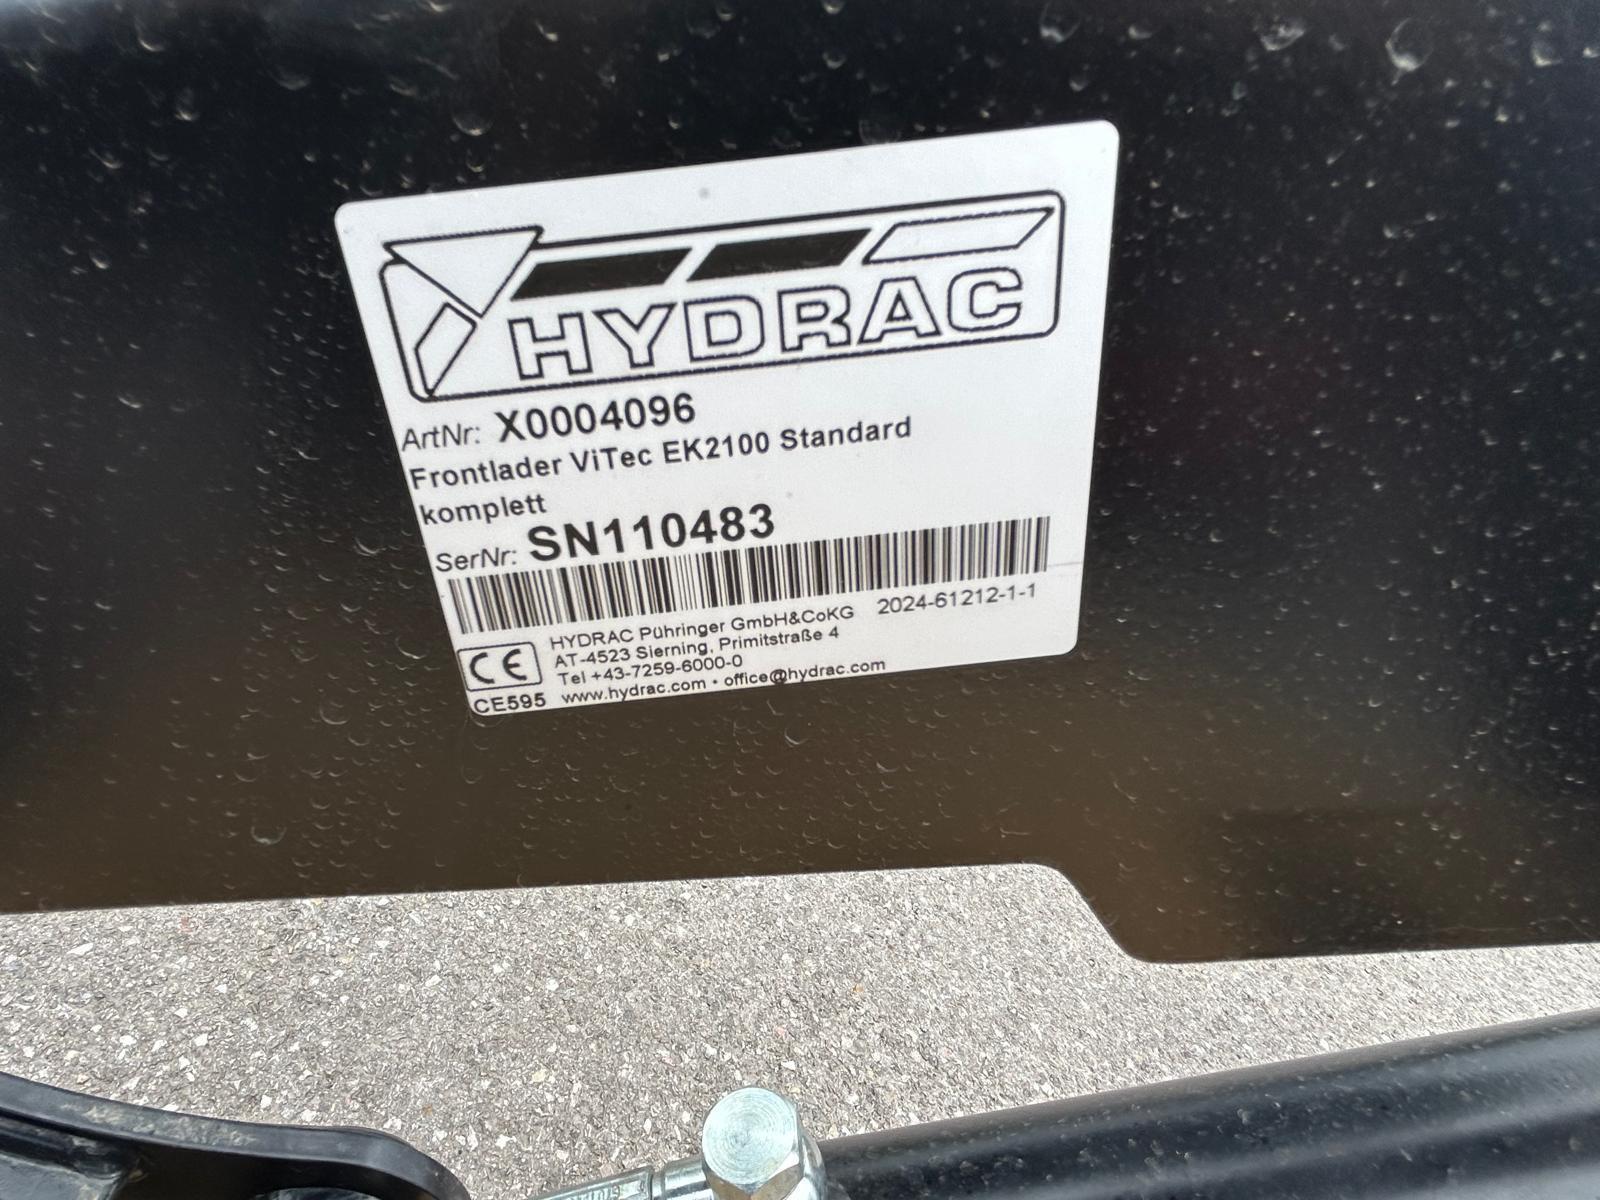 HYDRAC
ArtNr: X0004096
Frontlader ViTec EK2100 Standard
komplett
SerNr: SN110483
HYDRAC Pühringer GmbH&CoKG 2024-61212-1-1
AT-4523 Sierning, Primitstraße 4
Tel +43-7259-6000-0
www.hydrac.com • office@hydrac.com
CE
CE595